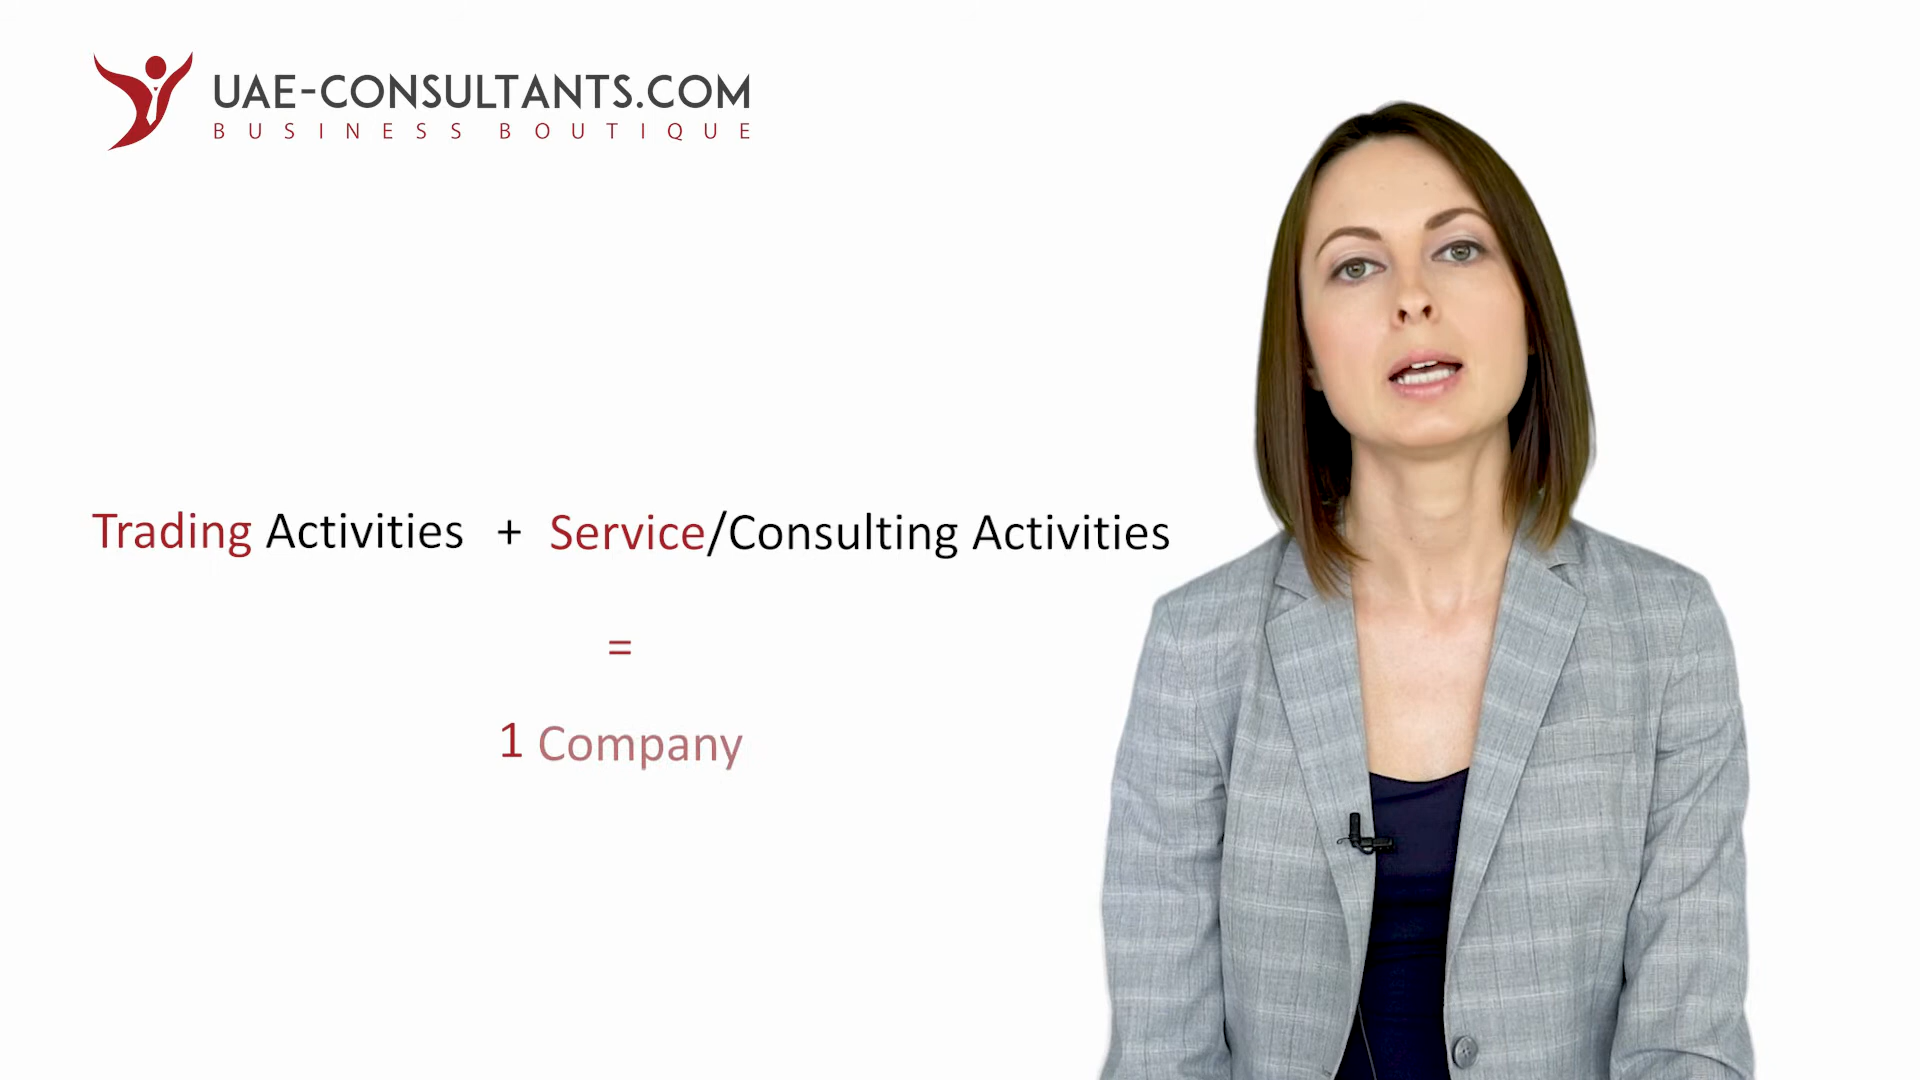 UAE-CONSULTANTS.COM
BUSINESS BOUTIQUE
Trading Activities + Service/Consulting Activities
=
1 Company